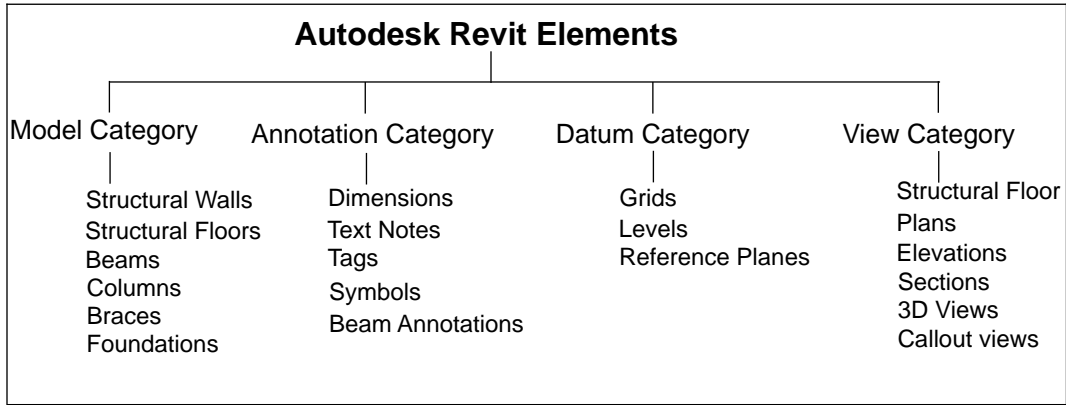 Autodesk Revit Elements
Model Category
Structural Walls
Structural Floors
Beams
Columns
Braces
Foundations
Annotation Category
Dimensions
Text Notes
Tags
Symbols
Beam Annotations
Datum Category
Grids
Levels
Reference Planes
View Category
Structural Floor
Plans
Elevations
Sections
3D Views
Callout views